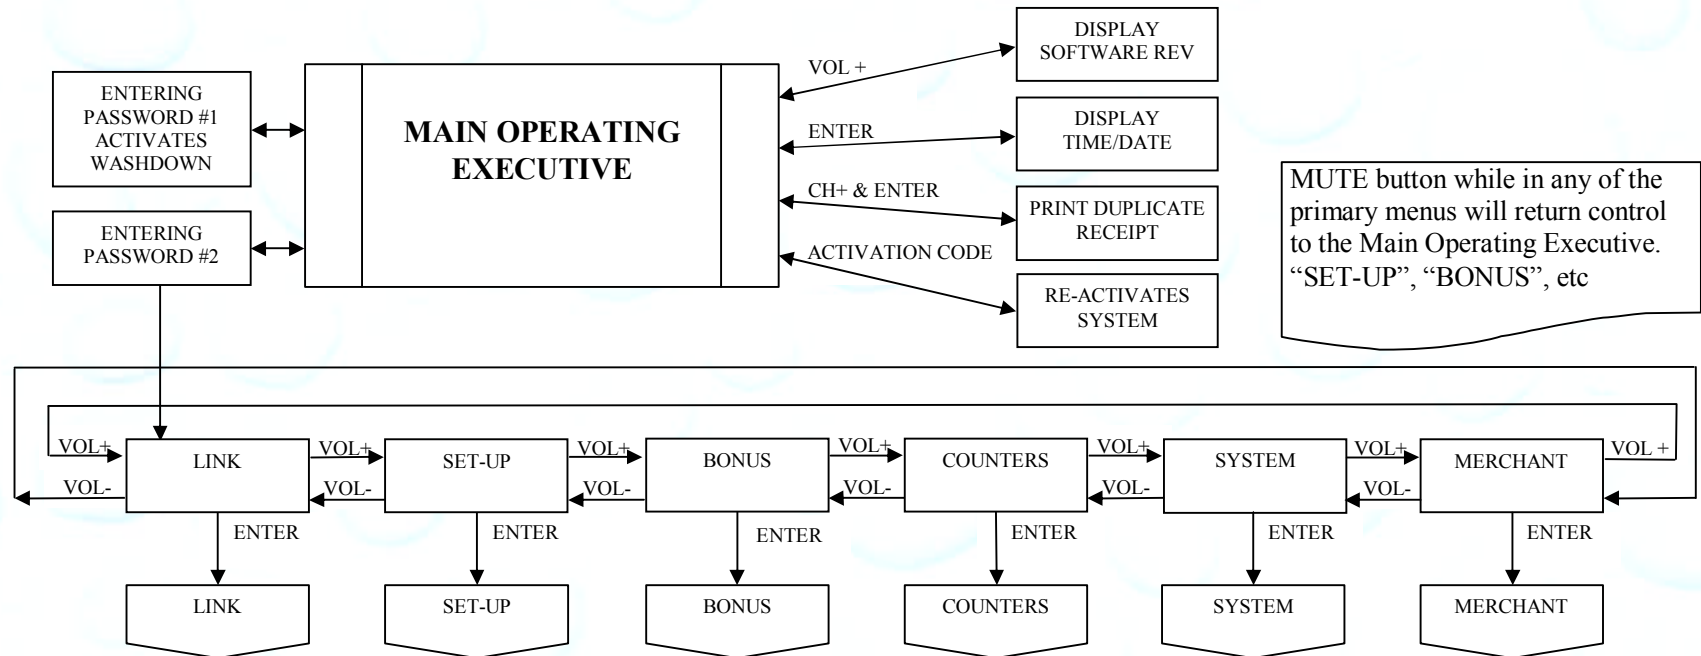 DISPLAY
SOFTWARE REV
VOL +
ENTERING
PASSWORD #1
ACTIVATES
WASHDOWN
MAIN OPERATING
EXECUTIVE
ENTER
DISPLAY
TIME/DATE
MUTE button while in any of the
primary menus will return control
to the Main Operating Executive.
“SET-UP”, “BONUS”, etc
CH+ & ENTER
PRINT DUPLICATE
RECEIPT
ENTERING
PASSWORD #2
ACTIVATION CODE
RE-ACTIVATES
SYSTEM
VOL+
LINK
VOL+
SET-UP
VOL+
BONUS
VOL+
COUNTERS
VOL+
SYSTEM
VOL+
MERCHANT
VOL +
VOL-
VOL-
VOL-
VOL-
VOL-
VOL-
ENTER
ENTER
ENTER
ENTER
ENTER
ENTER
LINK
SET-UP
BONUS
COUNTERS
SYSTEM
MERCHANT